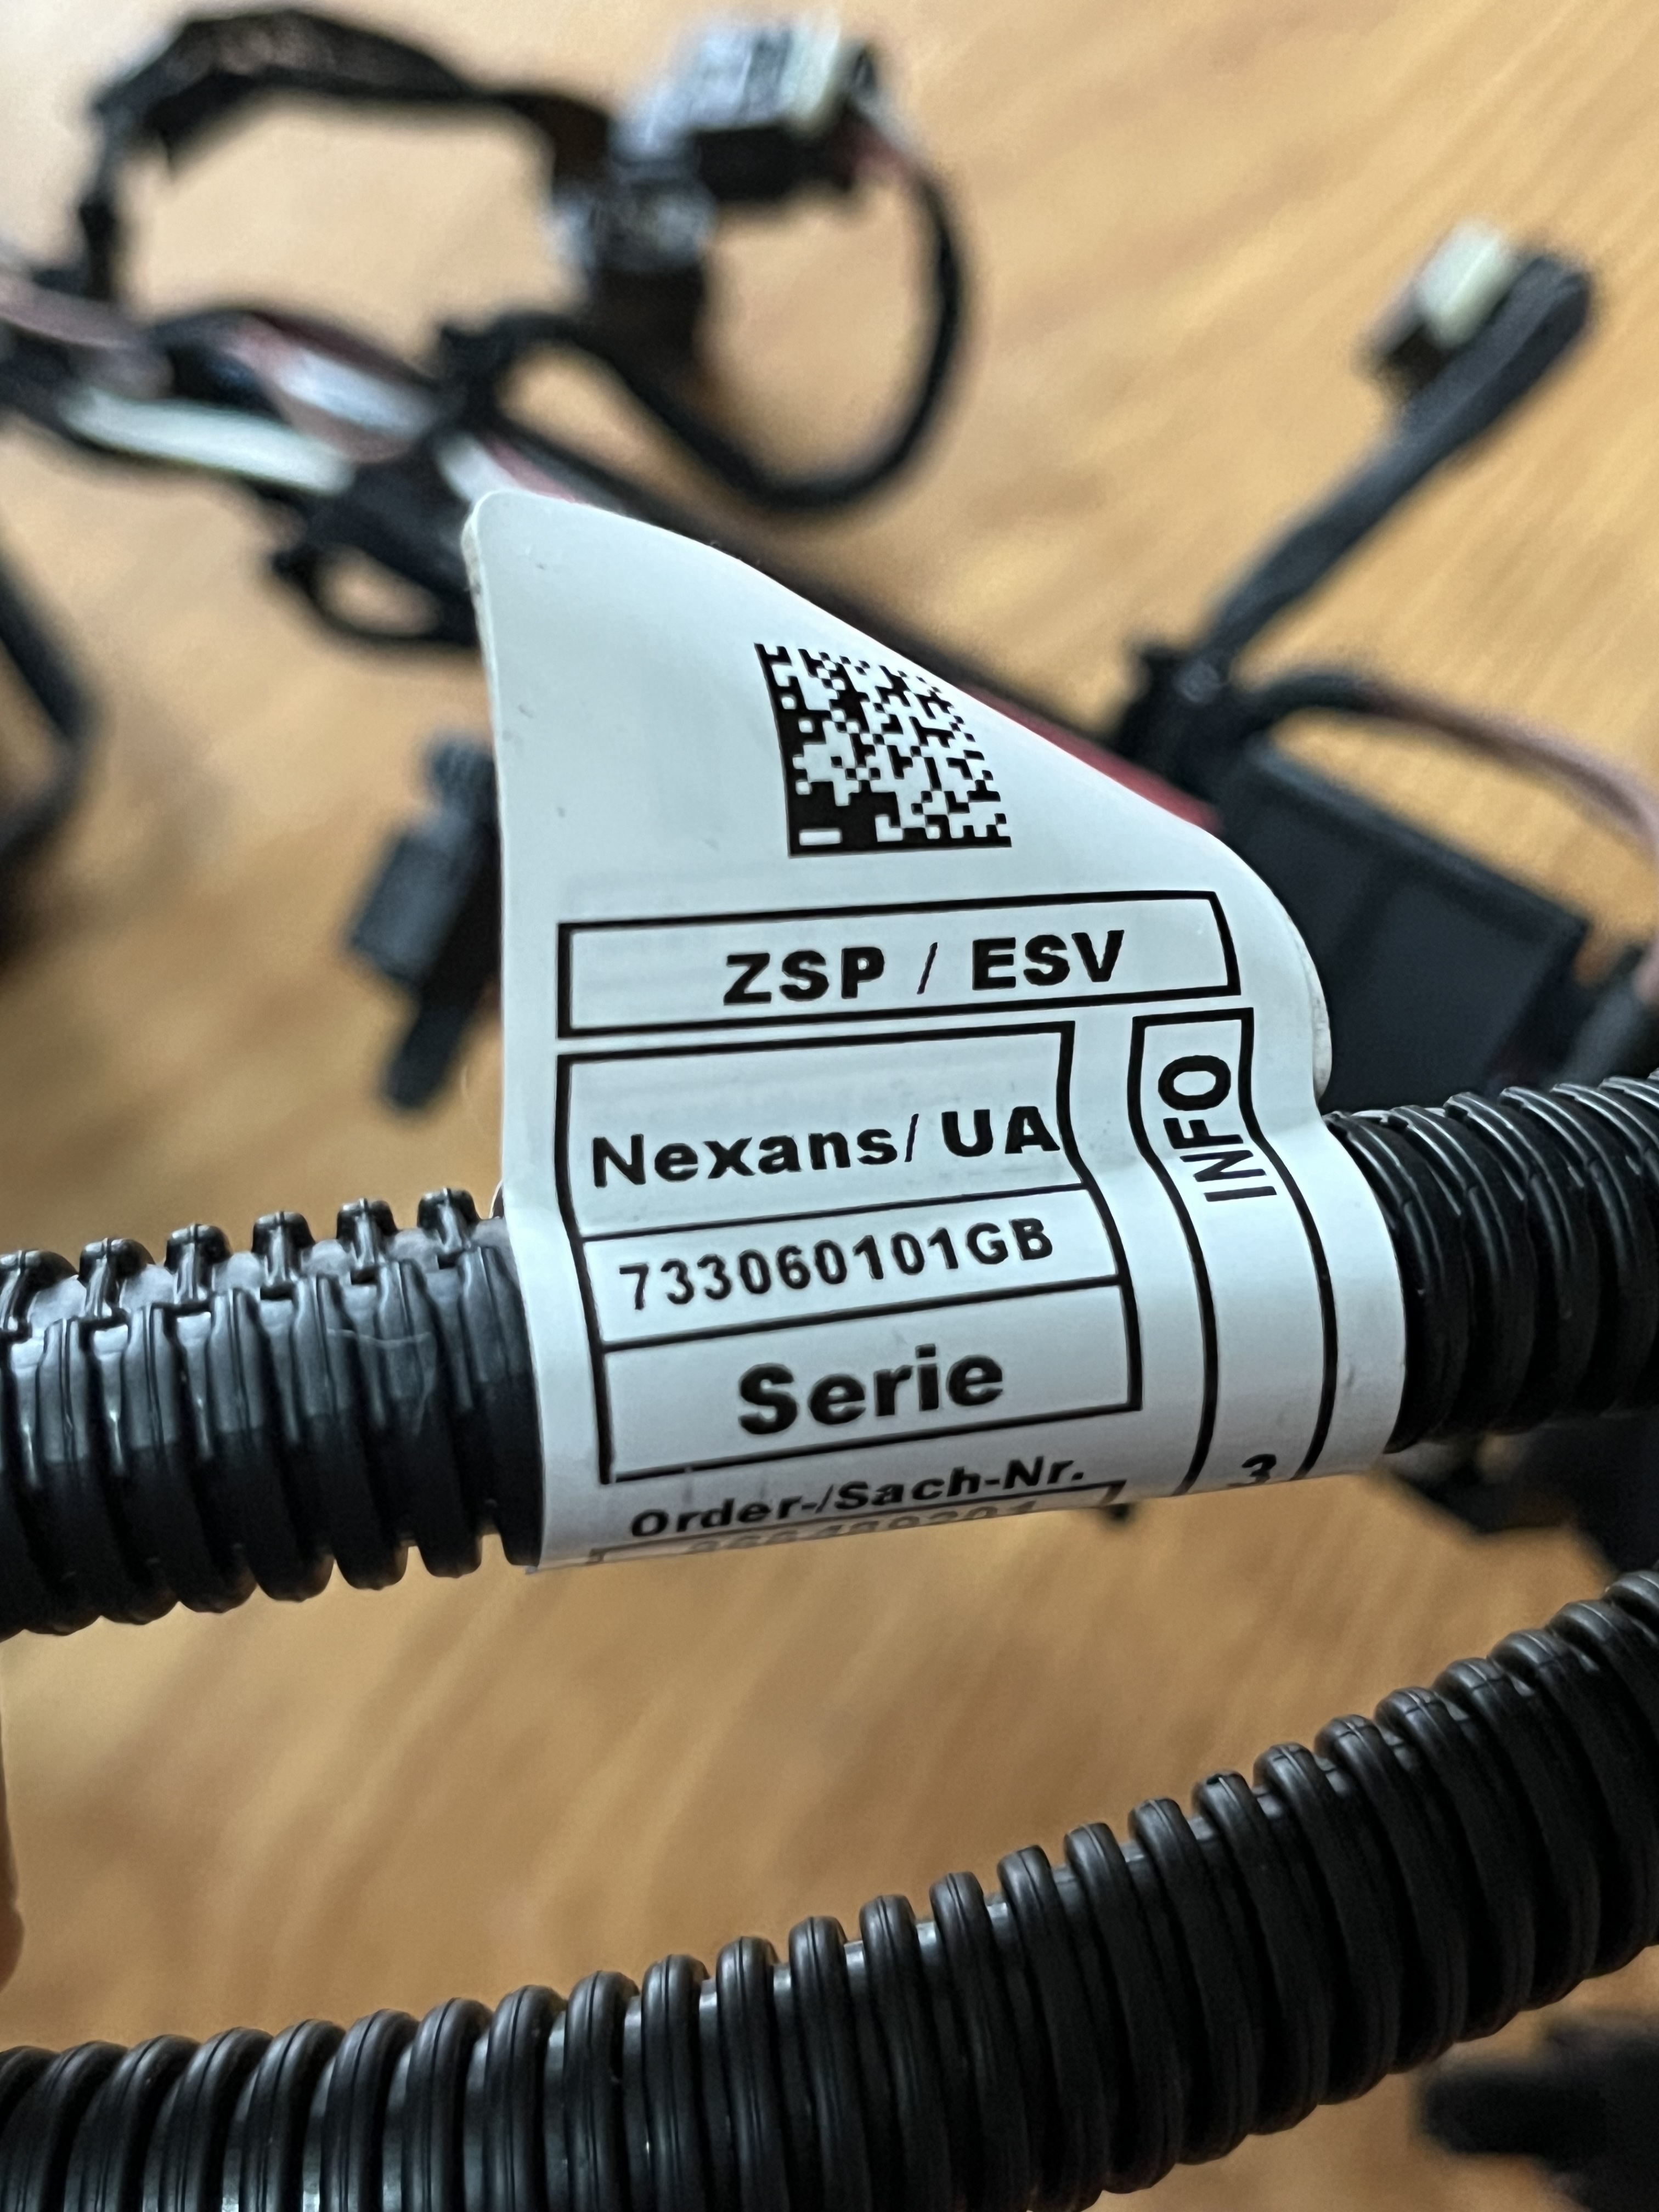 ZSP / ESV
Nexans/ UA
INFO
733060101GB
Serie
3
Order-/Sach-Nr.